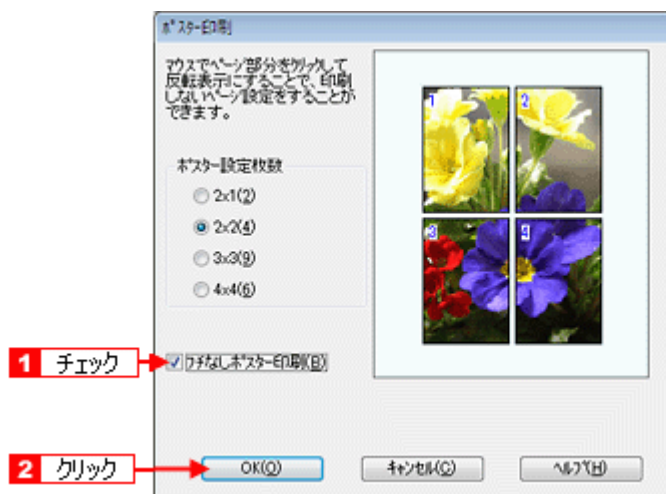 ポスター印刷
マウスでページ部分をクリックして
反転表示にすることで、印刷
しないページ設定をすることが
できます。
ポスター設定枚数
2x1(2)
2x2(4)
3x3(9)
4x4(6)
1 チェック
フチなしポスター印刷(B)
1
2
3
4
2 クリック
OK(O)
キャンセル(C)
ヘルプ(H)